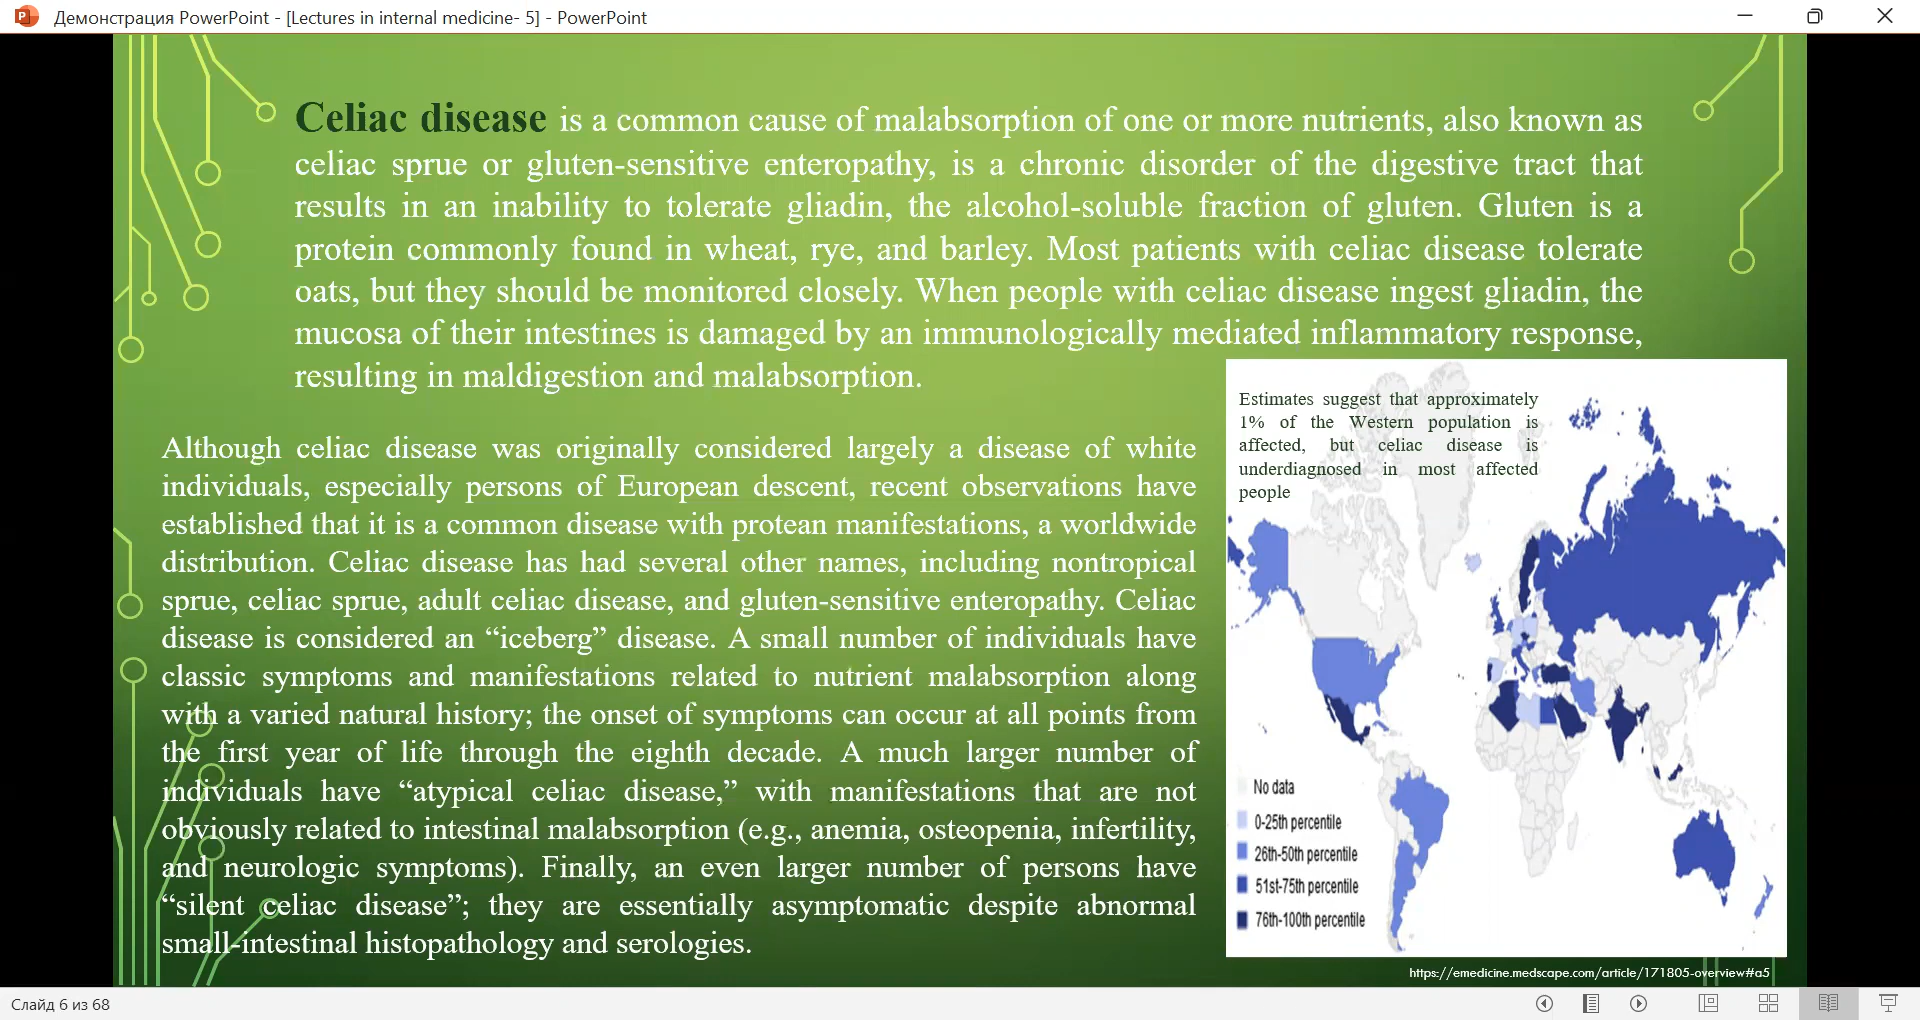 Демонстрация PowerPoint - [Lectures in internal medicine- 5] - PowerPoint
Celiac disease is a common cause of malabsorption of one or more nutrients, also known as
celiac sprue or gluten-sensitive enteropathy, is a chronic disorder of the digestive tract that
results in an inability to tolerate gliadin, the alcohol-soluble fraction of gluten. Gluten is a
protein commonly found in wheat, rye, and barley. Most patients with celiac disease tolerate
oats, but they should be monitored closely. When people with celiac disease ingest gliadin, the
mucosa of their intestines is damaged by an immunologically mediated inflammatory response,
resulting in maldigestion and malabsorption.
Although celiac disease was originally considered largely a disease of white
individuals, especially persons of European descent, recent observations have
established that it is a common disease with protean manifestations, a worldwide
distribution. Celiac disease has had several other names, including nontropical
sprue, celiac sprue, adult celiac disease, and gluten-sensitive enteropathy. Celiac
disease is considered an “iceberg” disease. A small number of individuals have
classic symptoms and manifestations related to nutrient malabsorption along
with a varied natural history; the onset of symptoms can occur at all points from
the first year of life through the eighth decade. A much larger number of
individuals have “atypical celiac disease,” with manifestations that are not
obviously related to intestinal malabsorption (e.g., anemia, osteopenia, infertility,
and neurologic symptoms). Finally, an even larger number of persons have
“silent celiac disease”; they are essentially asymptomatic despite abnormal
small-intestinal histopathology and serologies.
Estimates suggest that approximately
1% of the Western population is
affected, but celiac disease is
underdiagnosed in most affected
people
No data
0-25th percentile
26th-50th percentile
51st-75th percentile
76th-100th percentile
https://emedicine.medscape.com/article/171805-overview#a5
Слайд 6 из 68